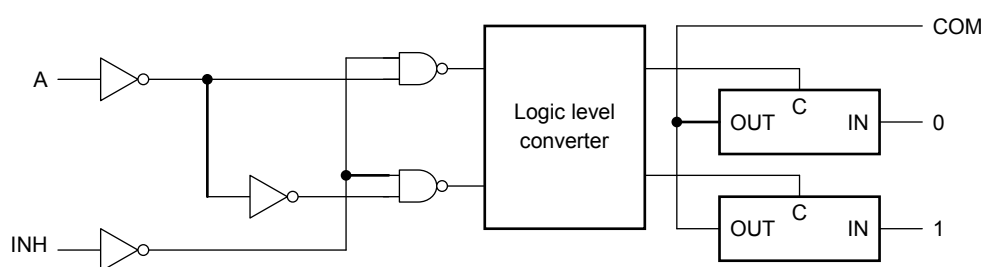 COM
A
Logic level
converter
C
OUT
IN
0
C
OUT
IN
1
INH